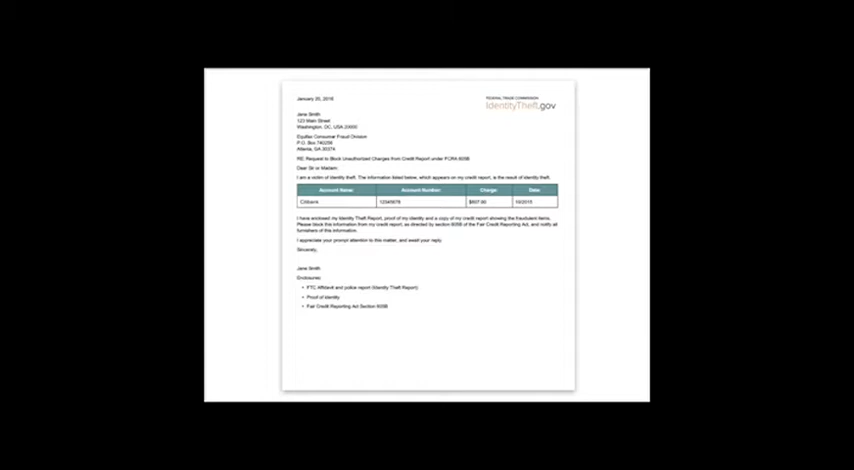 January 25, 2016
FEDERAL TRADE COMMISSION
IdentityTheft.gov
Jane Smith
123 Main Street
Washington, DC, USA 20000
Equifax Consumer Fraud Division
P.O. Box 740256
Atlanta, GA 30374
RE: Request to Block Unauthorized Charges from Credit Report under FCRA 605B
Dear Sir or Madam:
I am a victim of identity theft. The information listed below, which appears on my credit report, is the result of identity theft.
Account Name: Account Number: Charge: Date:
Citibank 12345678 10/2015
I have enclosed my Identity Theft Report, proof of my identity and a copy of my credit report showing the fraudulent items.
Please block this information from my credit report, as directed by section 605B of the Fair Credit Reporting Act, and notify all
furnishers of this information.
I appreciate your prompt attention to this matter, and await your reply.
Sincerely,
Jane Smith
Enclosures:
• FTC Affidavit and police report (Identity Theft Report)
• Proof of identity
• Fair Credit Reporting Act Section 605B